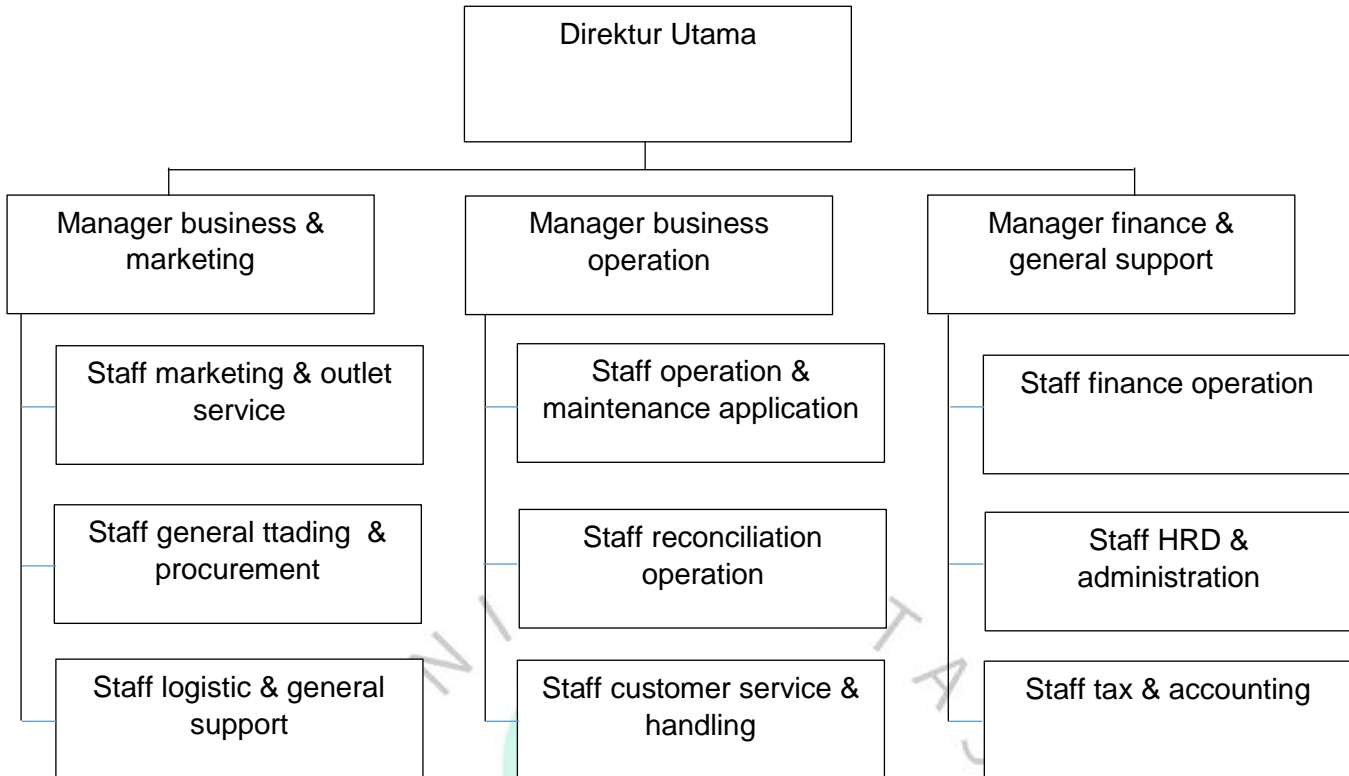 Direktur Utama
Manager business &
marketing
Manager business
operation
Manager finance &
general support
Staff marketing & outlet
service
Staff operation &
maintenance application
Staff finance operation
Staff general ttading  &
procurement
Staff reconciliation
operation
Staff HRD &
administration
Staff logistic & general
support
Staff customer service &
handling
Staff tax & accounting